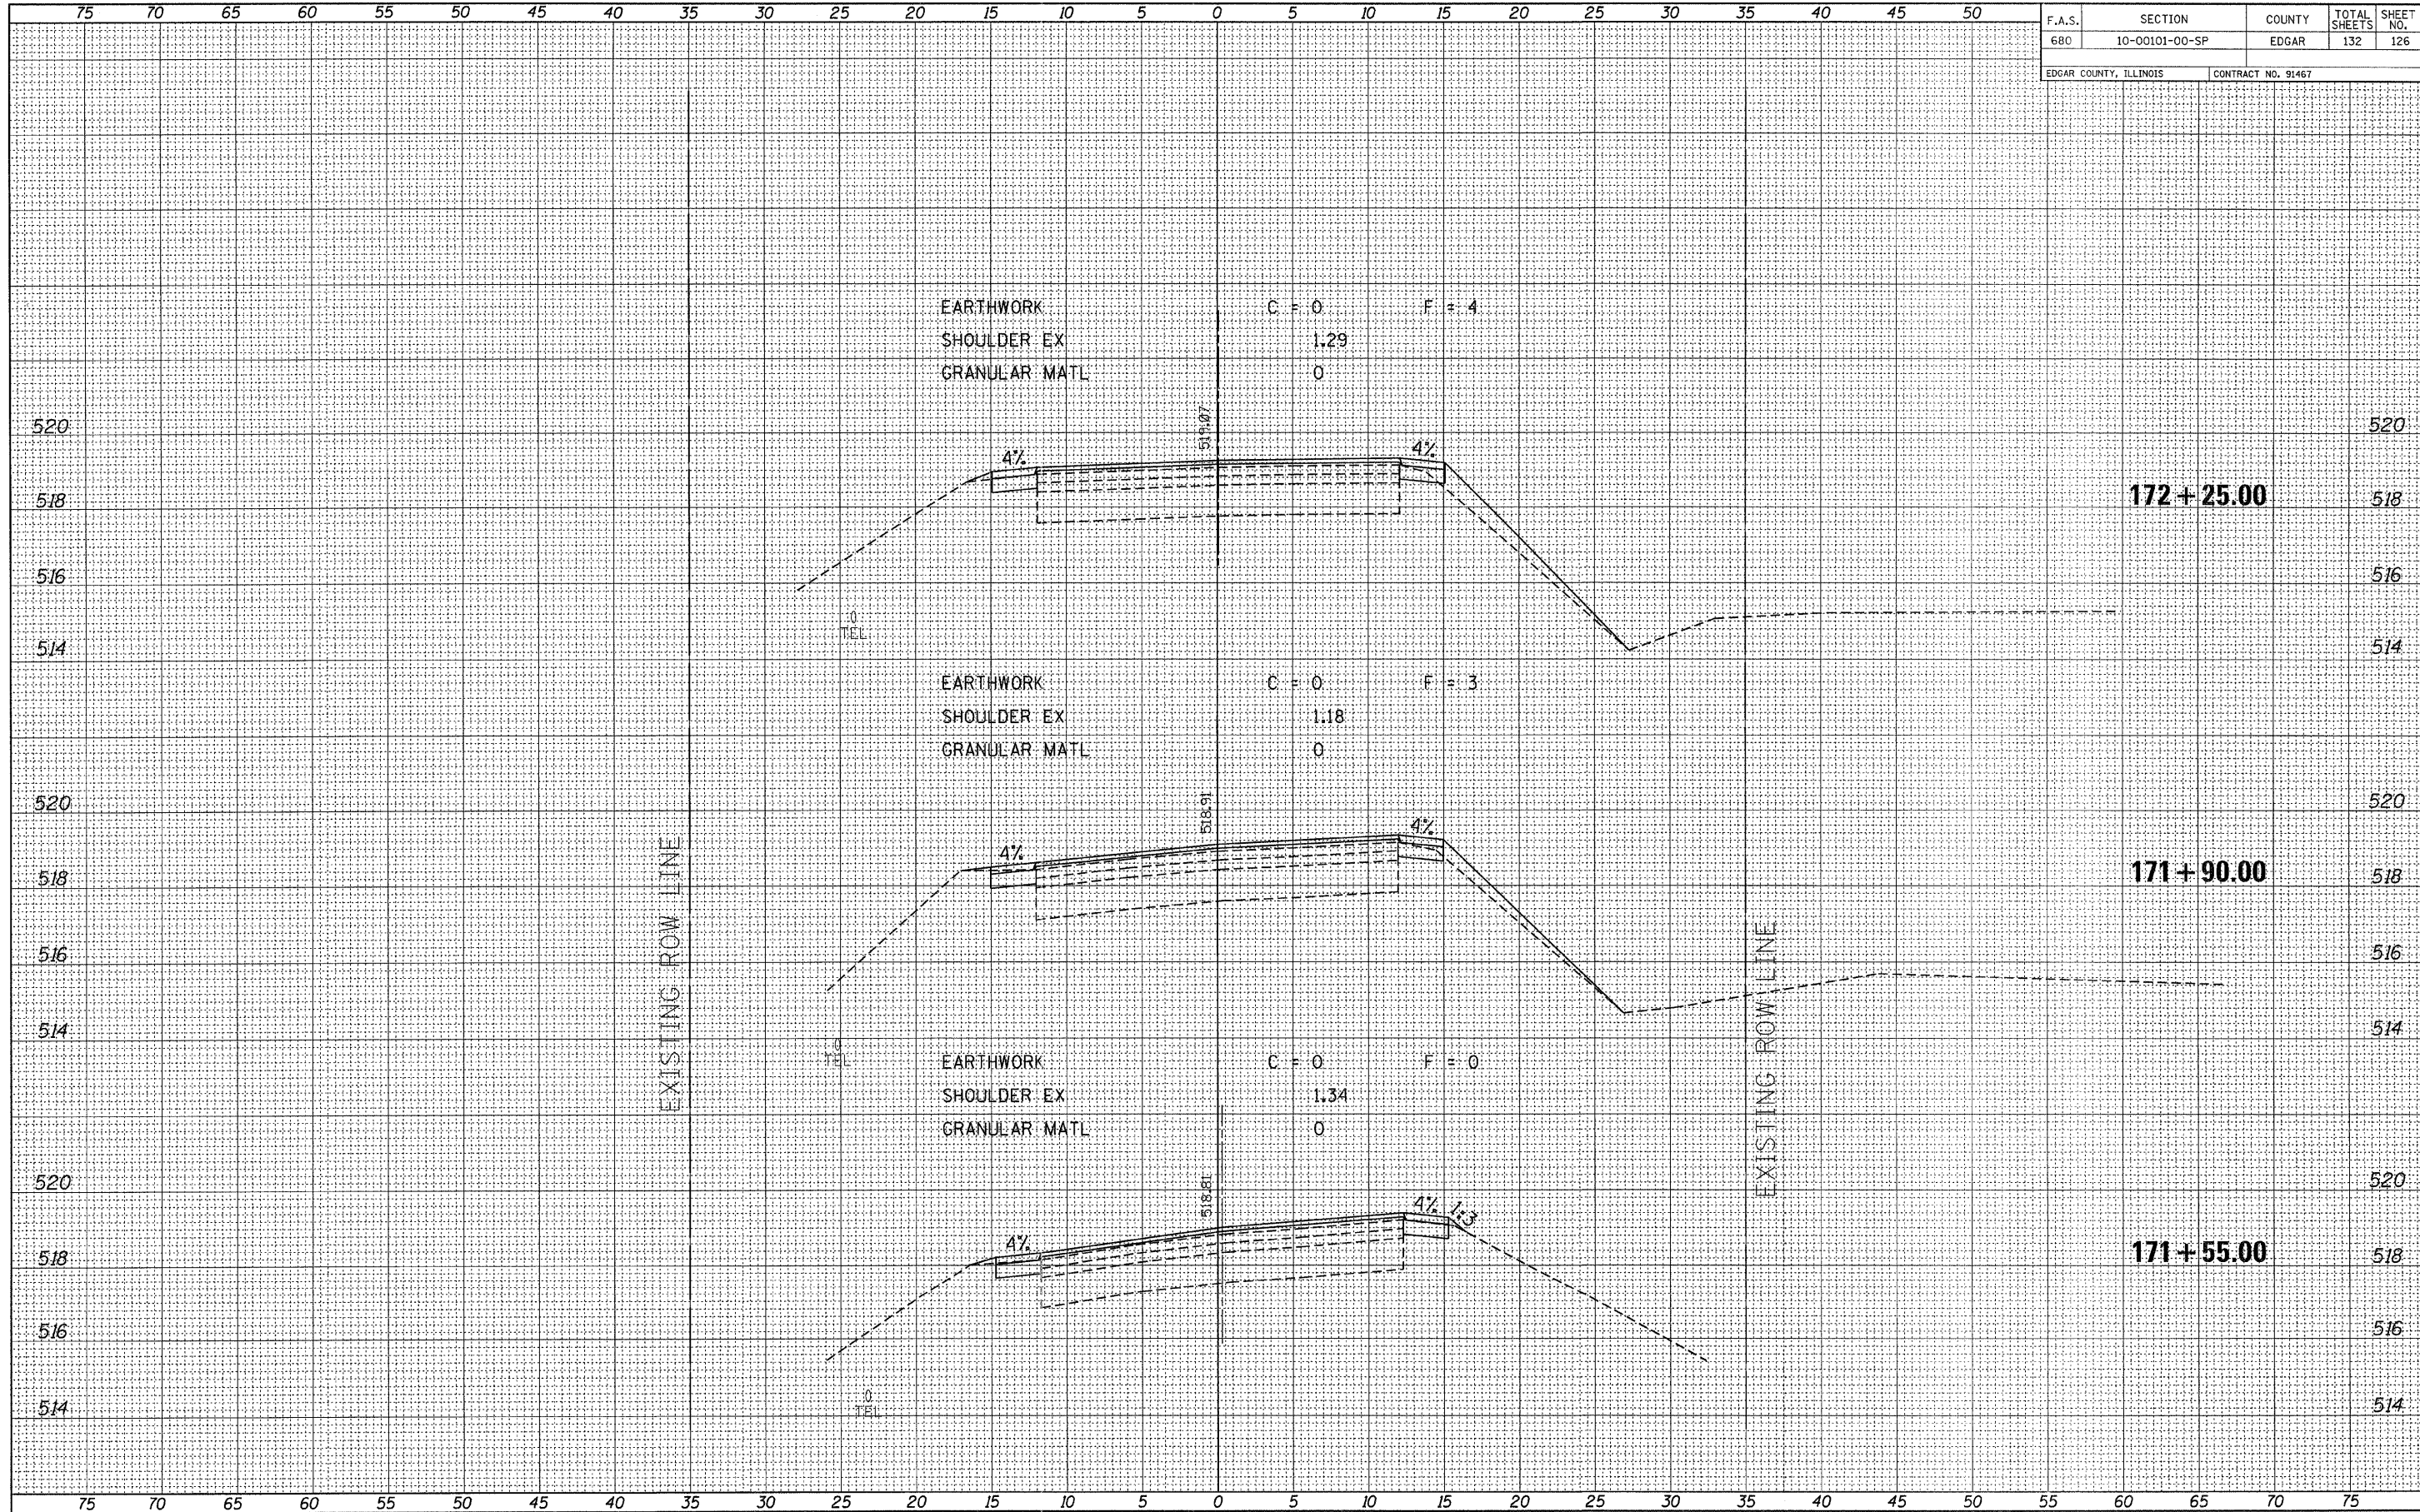 75 70 65 60 55 50 45 40 35 30 25 20 15 10 5 0 5 10 15 20 25 30 35 40 45 50
F.A.S. SECTION COUNTY TOTAL SHEETS SHEET NO.
680 10-00101-00-SP EDGAR 132 126
EDGAR COUNTY, ILLINOIS CONTRACT NO. 91467
EARTHWORK C = 0 F = 4
SHOULDER EX 1.29
GRANULAR MATL 0
519.07
520 520
4% 4%
518 172+25.00 518
516 516
0
TEL
514 514
EARTHWORK C = 0 F = 3
SHOULDER EX 1.18
GRANULAR MATL 0
518.91
520 520
4% 4%
518 171+90.00 518
EXISTING ROW LINE
EXISTING ROW LINE
516 516
514 514
0
TEL
EARTHWORK C = 0 F = 0
SHOULDER EX 1.34
GRANULAR MATL 0
518.81
520 520
4% 4% 1:3
518 171+55.00 518
516 516
0
TEL
514 514
75 70 65 60 55 50 45 40 35 30 25 20 15 10 5 0 5 10 15 20 25 30 35 40 45 50 55 60 65 70 75